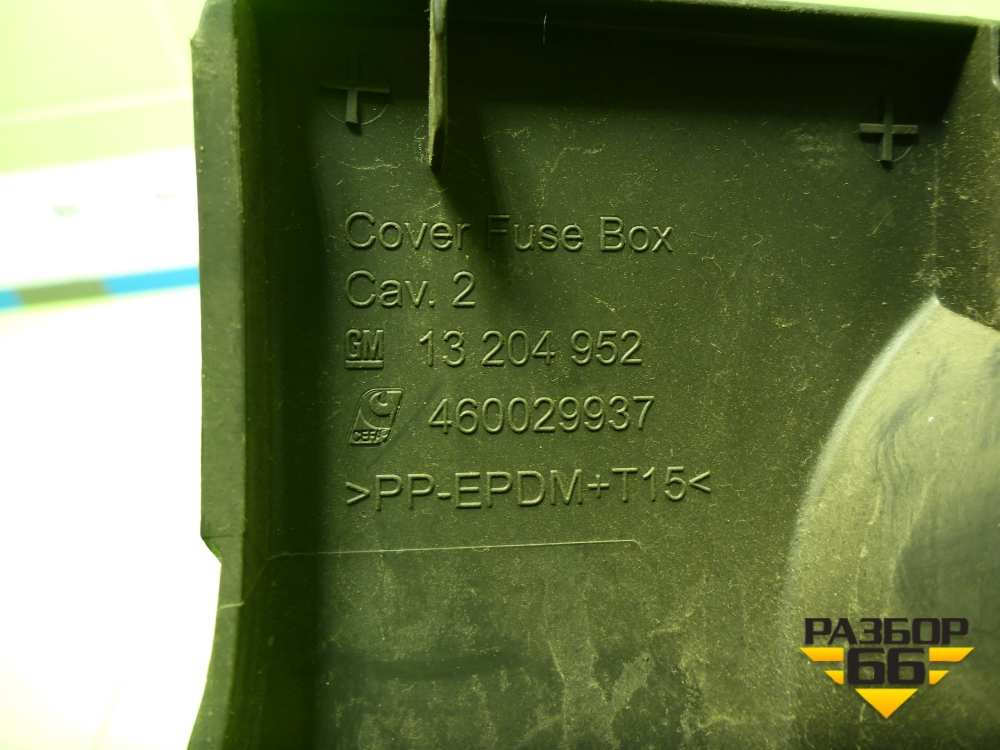 Cover Fuse Box
Cav. 2
GM 13 204 952
CEFA 460029937
>PP-EPDM+T15<
РАЗБОР
66